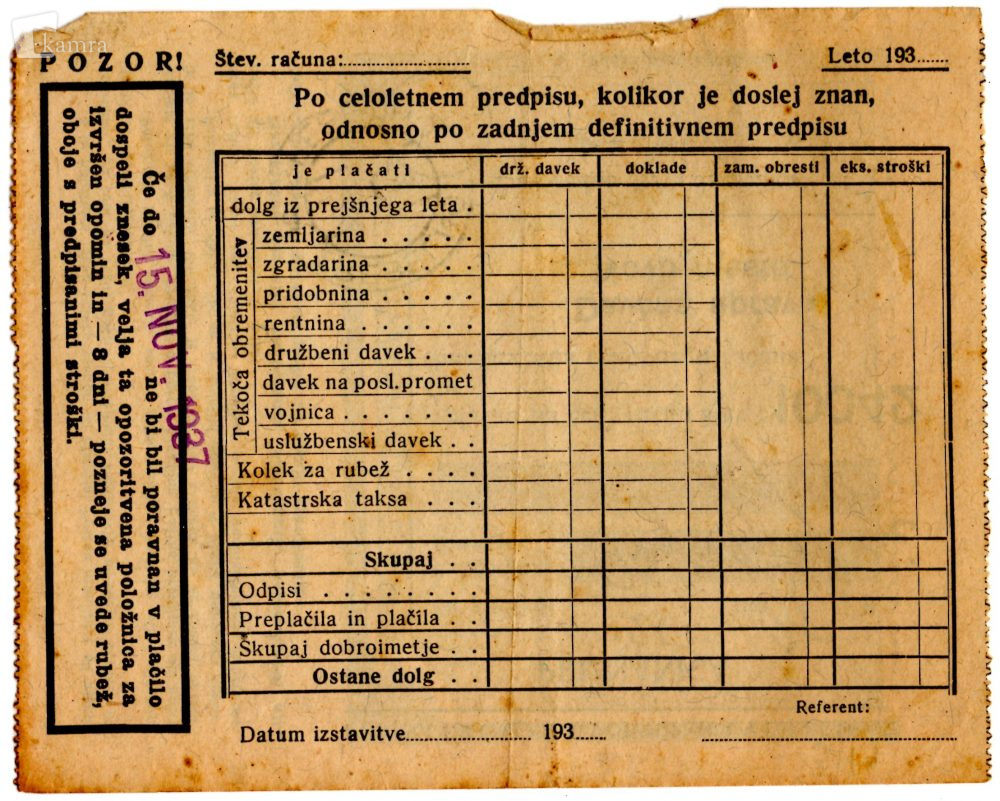 kamra
POZOR!
Če do 15. NOV. 1937 ne bi bil poravnan v plačilo
dospeli znesek, velja ta opozoritvena položnica za
izvršen opomin in — 8 dni — pozneje se uvede rubež,
oboje s predpisanimi stroški.
Štev. računa:
Leto 193
Po celoletnem predpisu, kolikor je doslej znan,
odnosno po zadnjem definitivnem predpisu
je plačati drž. davek doklade zam. obresti eks. stroški
dolg iz prejšnjega leta .
Tekoča obremenitev
zemljarina . . . . .
zgradarina . . . . .
pridobnina . . . . .
rentnina . . . . . .
družbeni davek . . .
davek na posl. promet
vojnica . . . . . .
uslužbenski davek . .
Kolek za rubež . . . .
Katastrska taksa . . .
Skupaj . .
Odpisi . . . . . . . .
Preplačila in plačila . .
Skupaj dobroimetje . .
Ostane dolg . .
Referent:
Datum izstavitve 193